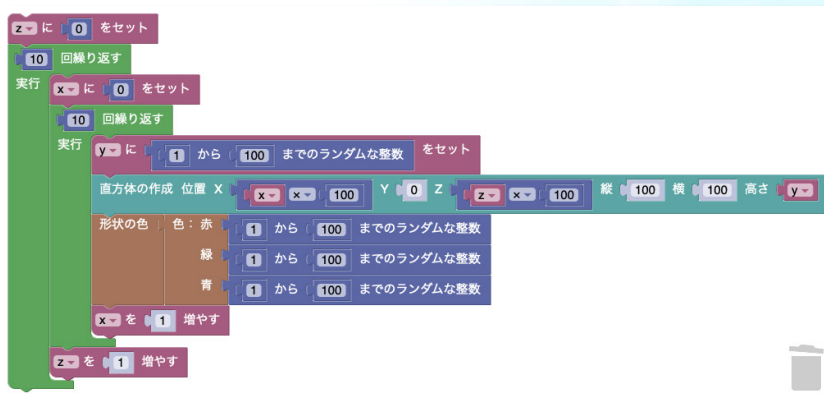 z に 0 をセット
10 回繰り返す
実行 x に 0 をセット
10 回繰り返す
実行 y に 1 から 100 までのランダムな整数 をセット
直方体の作成 位置 X x × 100 Y 0 Z z × 100 縦 100 横 100 高さ y
形状の色 色: 赤 1 から 100 までのランダムな整数
緑 1 から 100 までのランダムな整数
青 1 から 100 までのランダムな整数
x を 1 増やす
z を 1 増やす